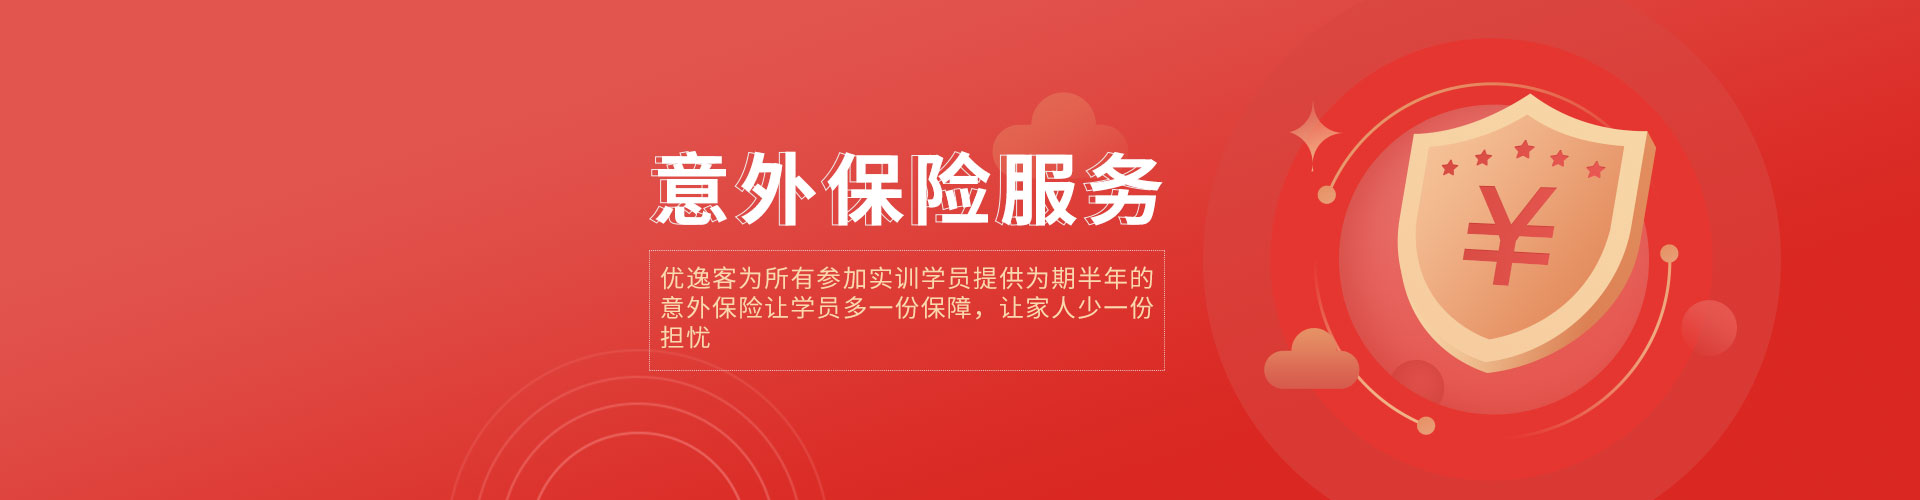 意外保险服务
优逸客为所有参加实训学员提供为期半年的
意外保险让学员多一份保障，让家人少一份
担忧
¥